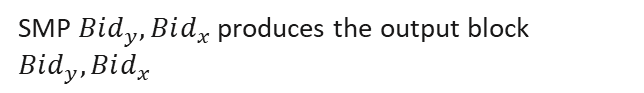 SMP Bid_y, Bid_x produces the output block
Bid_y, Bid_x